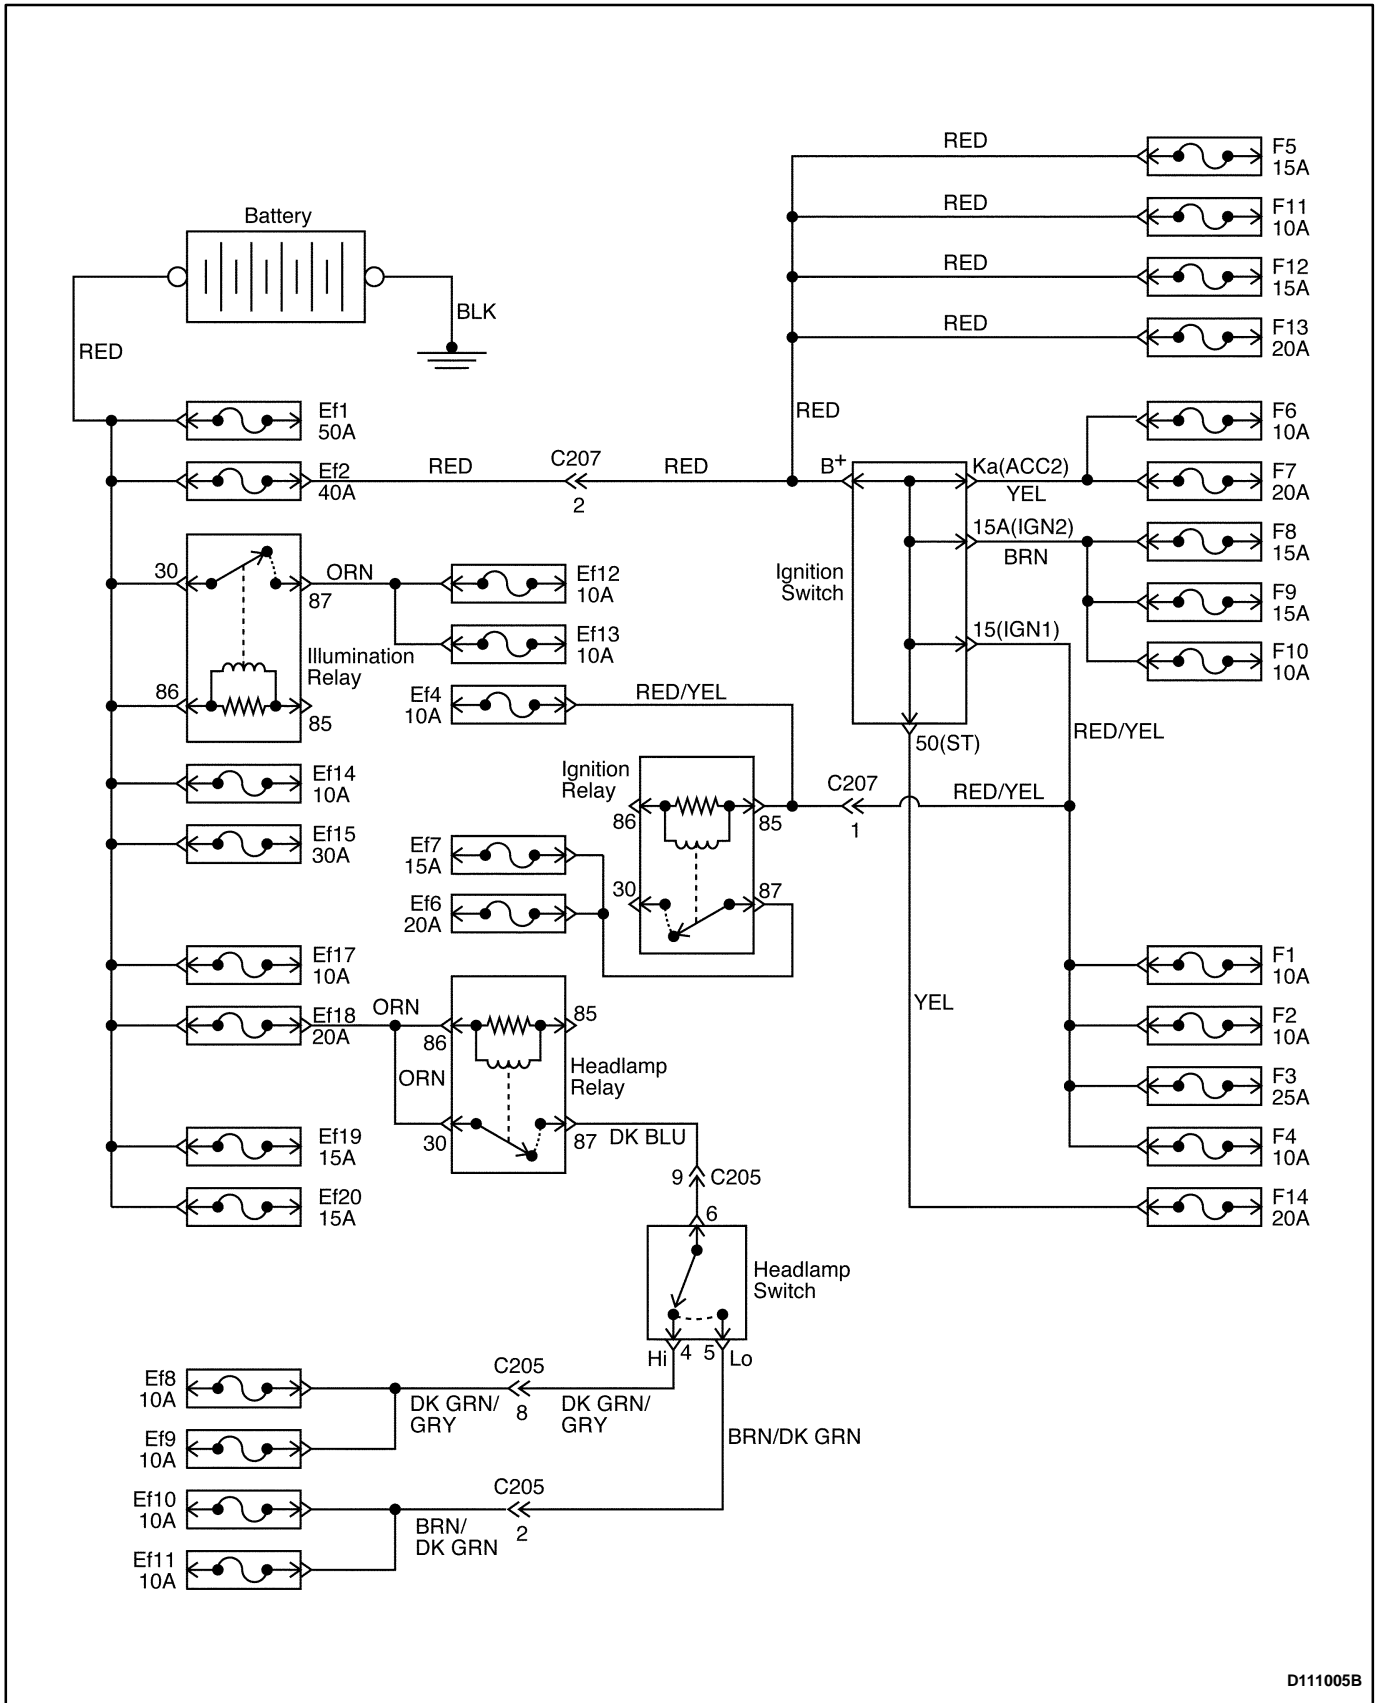 RED
F5
15A
RED
F11
10A
Battery
RED
F12
15A
BLK
RED
F13
20A
RED
Ef1
50A
RED
F6
10A
Ef2
40A
RED
C207
2
RED
B+
Ka(ACC2)
YEL
F7
20A
15A(IGN2)
BRN
F8
15A
30
ORN
87
Ef12
10A
Ignition
Switch
F9
15A
Ef13
10A
15(IGN1)
F10
10A
Illumination
Relay
86
85
Ef4
10A
RED/YEL
50(ST)
RED/YEL
Ef14
10A
Ignition
Relay
86
85
C207
1
RED/YEL
Ef15
30A
Ef7
15A
30
87
Ef6
20A
Ef17
10A
F1
10A
Ef18
20A
ORN
86
85
YEL
F2
10A
ORN
Headlamp
Relay
F3
25A
30
87
DK BLU
Ef19
15A
F4
10A
9
C205
Ef20
15A
6
F14
20A
Headlamp
Switch
Hi
4
5
Lo
Ef8
10A
C205
8
DK GRN/
GRY
DK GRN/
GRY
Ef9
10A
BRN/DK GRN
Ef10
10A
C205
2
BRN/
DK GRN
Ef11
10A
D111005B